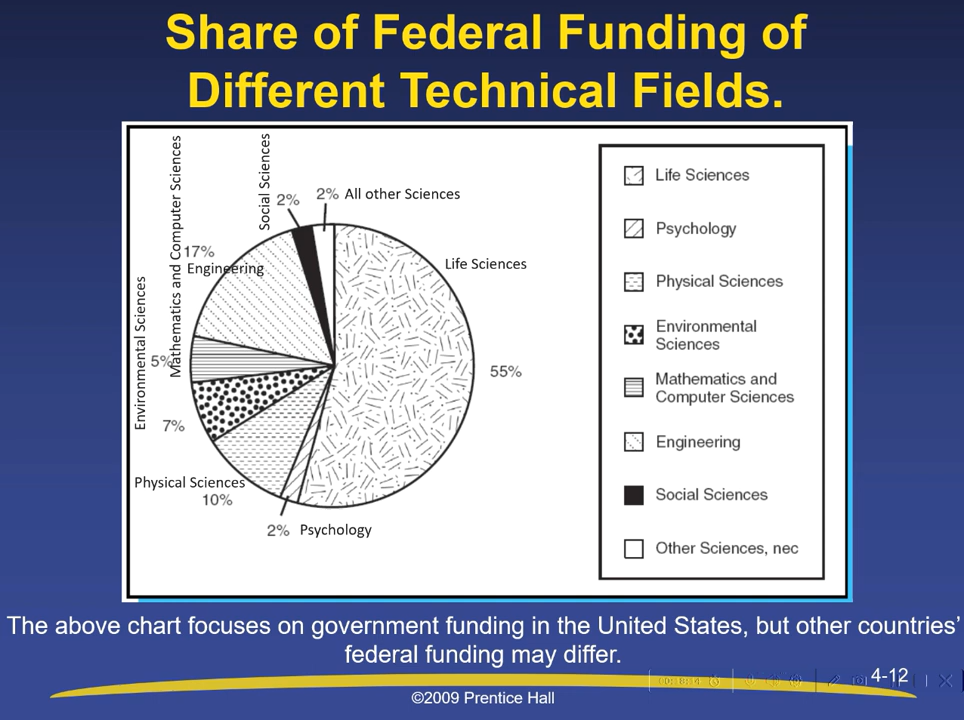 Share of Federal Funding of
Different Technical Fields.
Mathematics and Computer Sciences
Social Sciences
2%
2% All other Sciences
17%
Engineering
Life Sciences
Environmental Sciences
5%
55%
7%
Physical Sciences
10%
2% Psychology
Life Sciences
Psychology
Physical Sciences
Environmental
Sciences
Mathematics and
Computer Sciences
Engineering
Social Sciences
Other Sciences, nec
The above chart focuses on government funding in the United States, but other countries’
federal funding may differ.
4-12
©2009 Prentice Hall